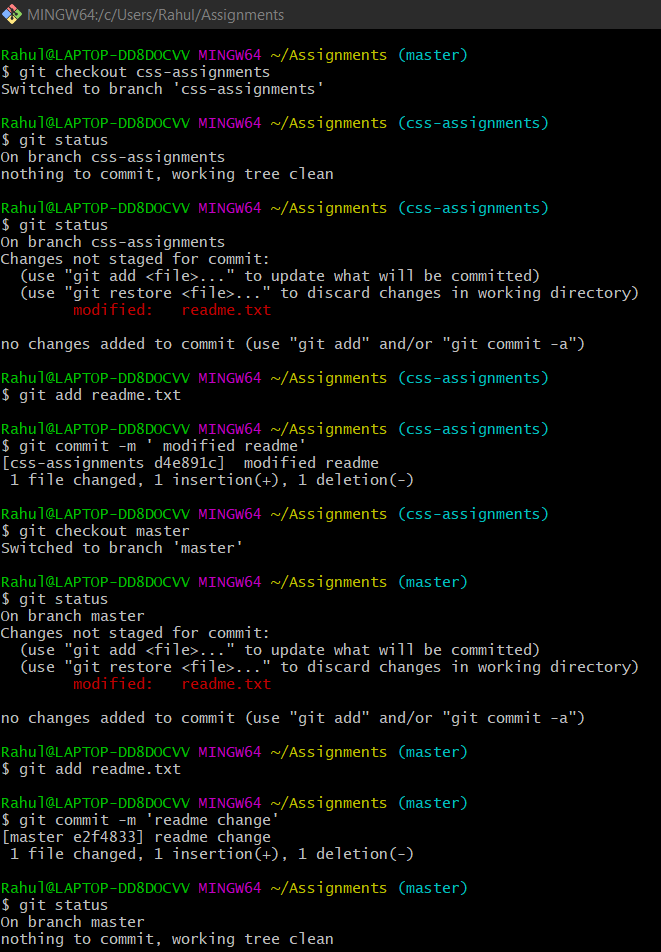 MINGW64:/c/Users/Rahul/Assignments
Rahul@LAPTOP-DD8DOCVV MINGW64 ~/Assignments (master)
$ git checkout css-assignments
Switched to branch 'css-assignments'
Rahul@LAPTOP-DD8DOCVV MINGW64 ~/Assignments (css-assignments)
$ git status
On branch css-assignments
nothing to commit, working tree clean
Rahul@LAPTOP-DD8DOCVV MINGW64 ~/Assignments (css-assignments)
$ git status
On branch css-assignments
Changes not staged for commit:
  (use "git add <file>..." to update what will be committed)
  (use "git restore <file>..." to discard changes in working directory)
        modified:   readme.txt
no changes added to commit (use "git add" and/or "git commit -a")
Rahul@LAPTOP-DD8DOCVV MINGW64 ~/Assignments (css-assignments)
$ git add readme.txt
Rahul@LAPTOP-DD8DOCVV MINGW64 ~/Assignments (css-assignments)
$ git commit -m ' modified readme'
[css-assignments d4e891c]  modified readme
 1 file changed, 1 insertion(+), 1 deletion(-)
Rahul@LAPTOP-DD8DOCVV MINGW64 ~/Assignments (css-assignments)
$ git checkout master
Switched to branch 'master'
Rahul@LAPTOP-DD8DOCVV MINGW64 ~/Assignments (master)
$ git status
On branch master
Changes not staged for commit:
  (use "git add <file>..." to update what will be committed)
  (use "git restore <file>..." to discard changes in working directory)
        modified:   readme.txt
no changes added to commit (use "git add" and/or "git commit -a")
Rahul@LAPTOP-DD8DOCVV MINGW64 ~/Assignments (master)
$ git add readme.txt
Rahul@LAPTOP-DD8DOCVV MINGW64 ~/Assignments (master)
$ git commit -m 'readme change'
[master e2f4833] readme change
 1 file changed, 1 insertion(+), 1 deletion(-)
Rahul@LAPTOP-DD8DOCVV MINGW64 ~/Assignments (master)
$ git status
On branch master
nothing to commit, working tree clean